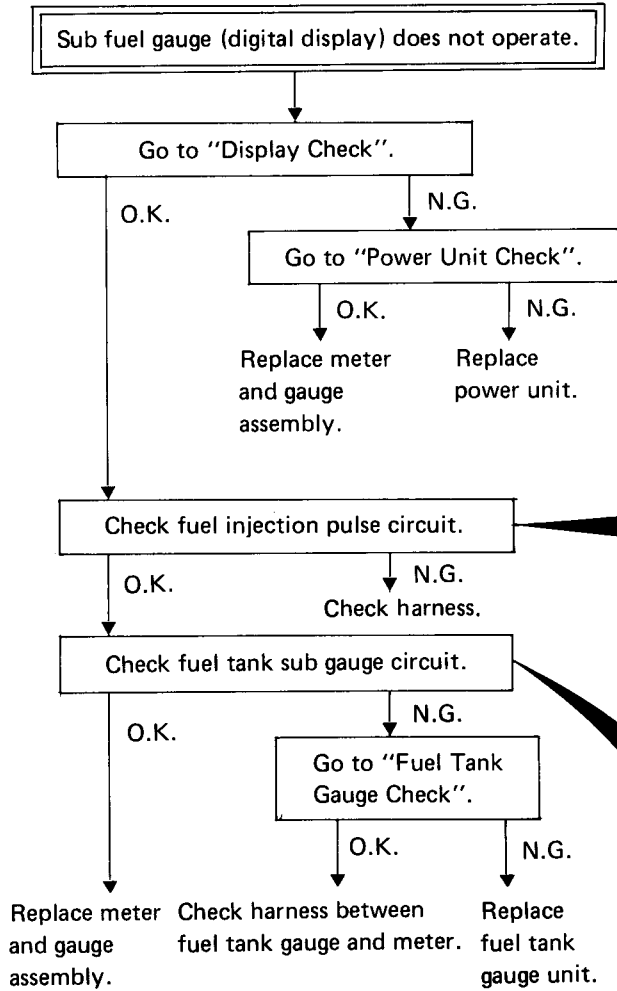 Sub fuel gauge (digital display) does not operate.
Go to "Display Check".
O.K.
N.G.
Go to "Power Unit Check".
O.K.
N.G.
Replace meter
and gauge
assembly.
Replace
power unit.
Check fuel injection pulse circuit.
O.K.
N.G.
Check harness.
Check fuel tank sub gauge circuit.
O.K.
N.G.
Go to "Fuel Tank
Gauge Check".
O.K.
N.G.
Replace meter
and gauge
assembly.
Check harness between
fuel tank gauge and meter.
Replace
fuel tank
gauge unit.